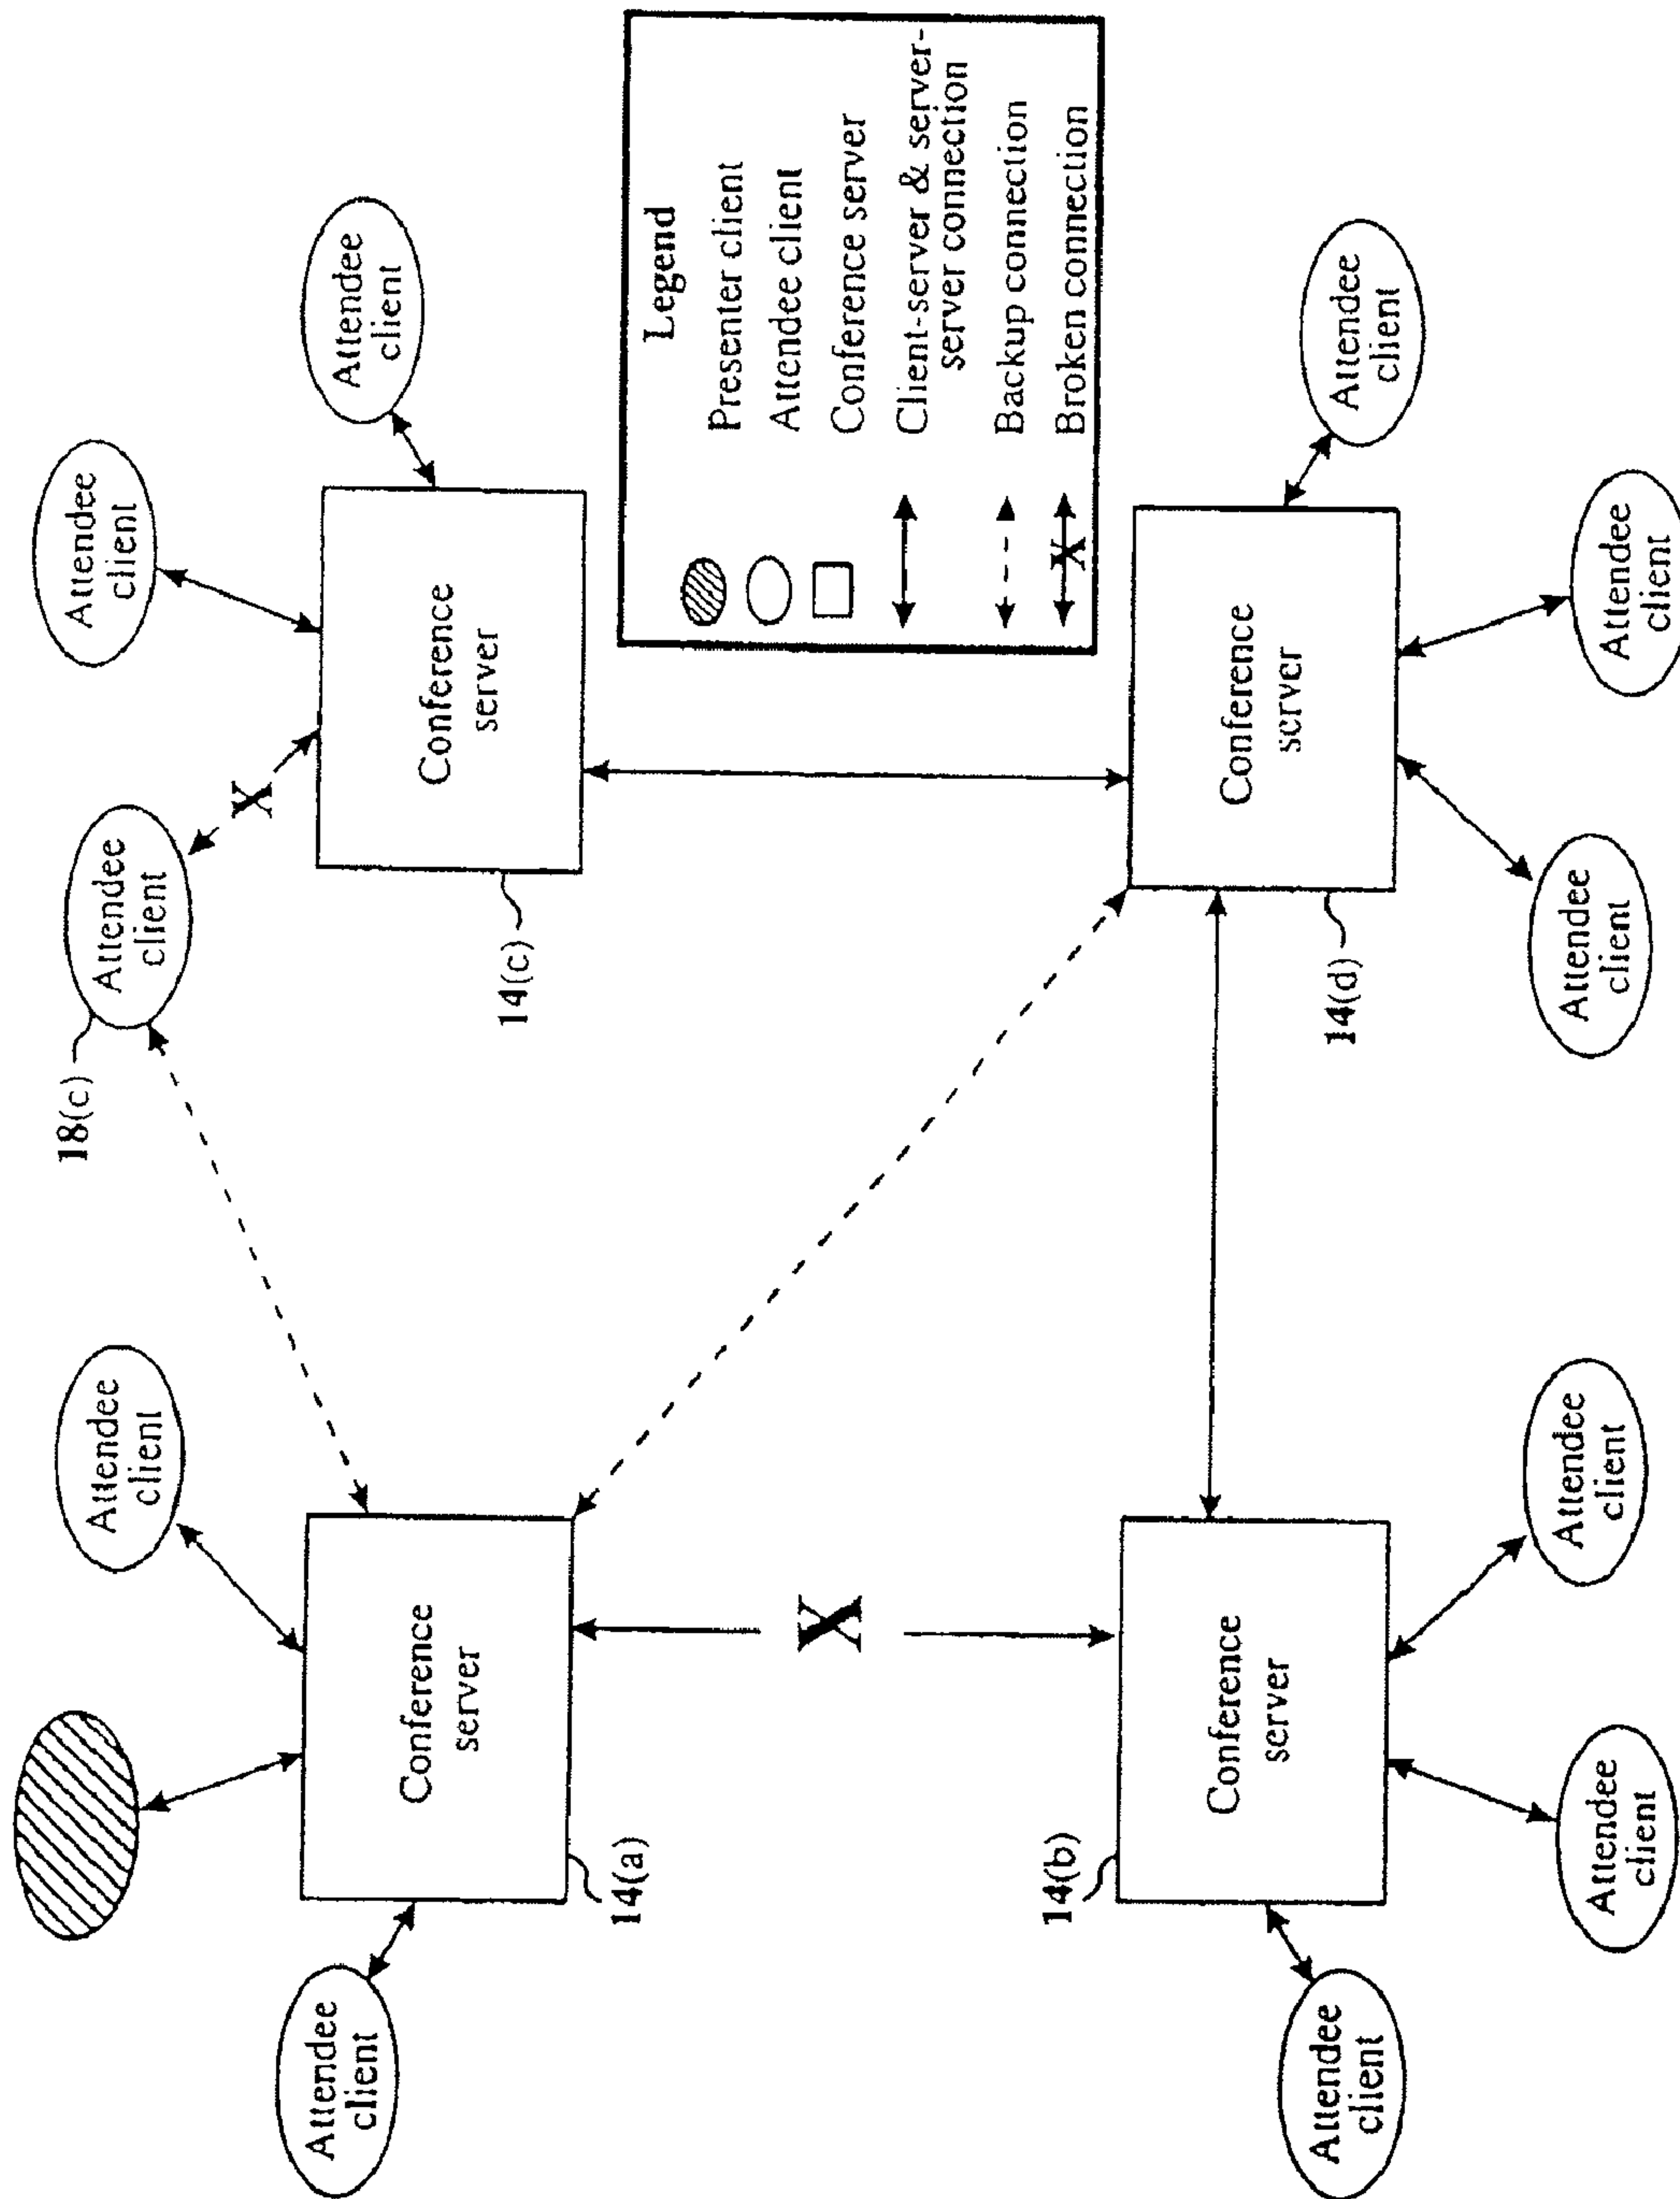 Attendee
client
18(c)
Attendee
client
Attendee
client
Attendee
client
Conference
server
14(a)
Conference
server
14(c)
Attendee
client
Legend
Presenter client
Attendee client
Conference server
Client-server & server-
server connection
Backup connection
X Broken connection
X
X
14(b)
Attendee
client
Conference
server
Conference
server
14(d)
Attendee
client
Attendee
client
Attendee
client
Attendee
client
Attendee
client